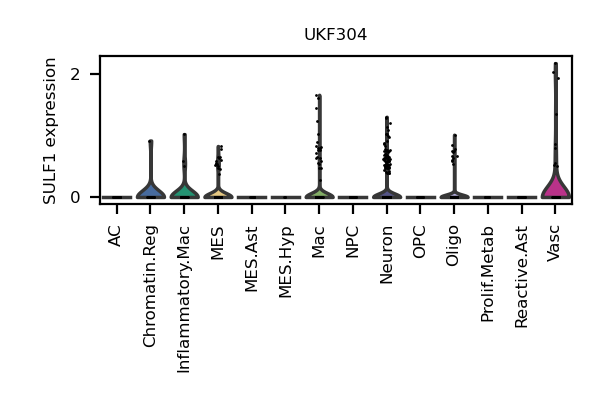 UKF304
SULF1 expression
2
0
AC
Chromatin.Reg
Inflammatory.Mac
MES
MES.Ast
MES.Hyp
Mac
NPC
Neuron
OPC
Oligo
Prolif.Metab
Reactive.Ast
Vasc